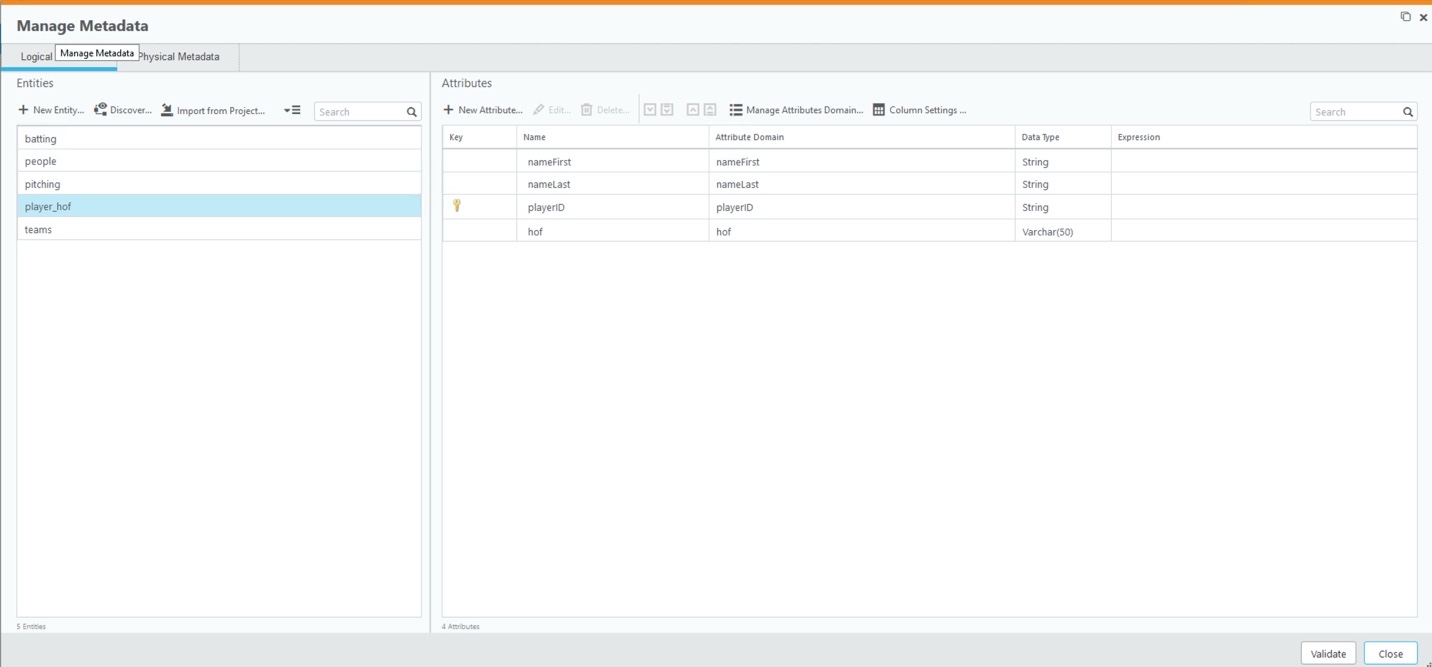 Manage Metadata
Logical
Manage Metadata
Physical Metadata
Entities
New Entity... Discover... Import from Project... Search
batting
people
pitching
player_hof
teams
5 Entities
Attributes
New Attribute... Edit... Delete... Manage Attributes Domain... Column Settings ... Search
Key Name Attribute Domain Data Type Expression
nameFirst nameFirst String
nameLast nameLast String
playerID playerID String
hof hof Varchar(50)
4 Attributes
Validate Close